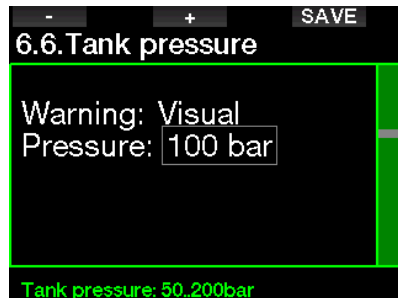 - + SAVE
6.6.Tank pressure
Warning: Visual
Pressure: 100 bar
Tank pressure: 50..200bar